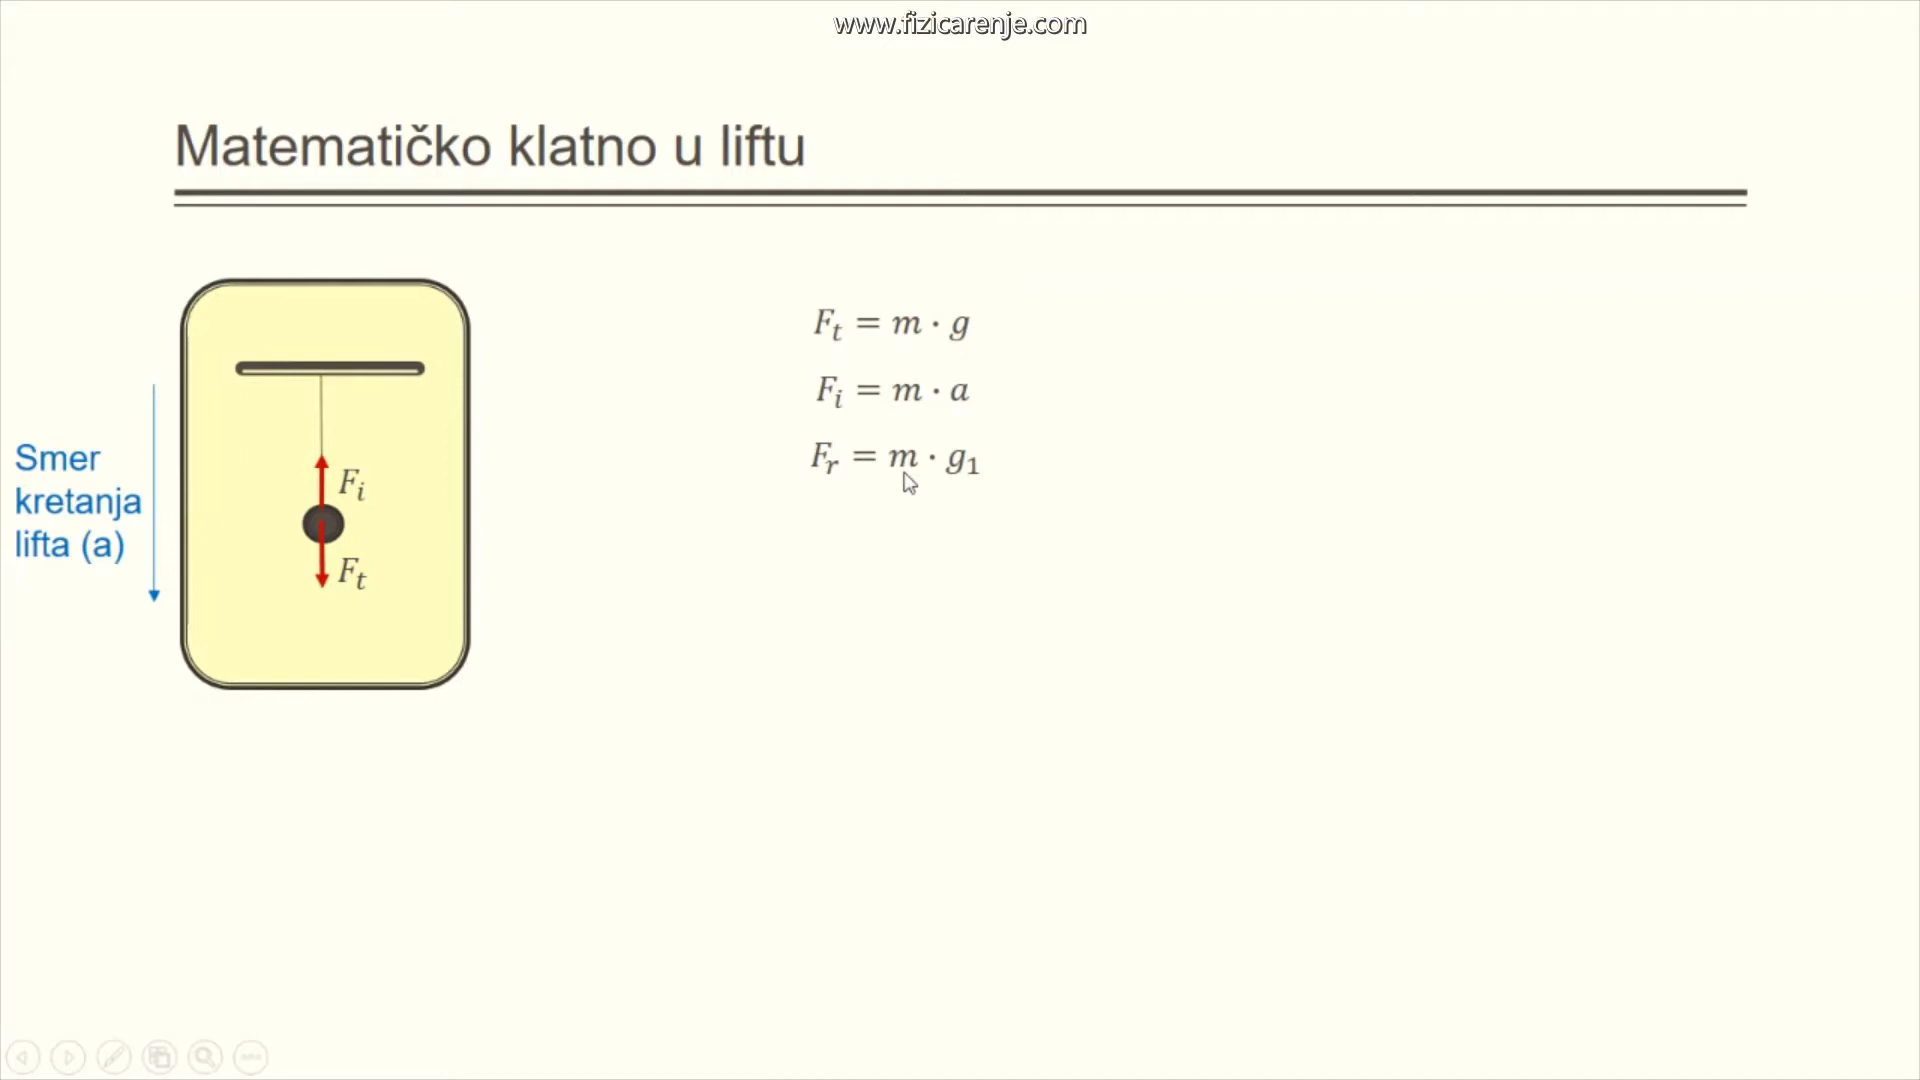 www.fizicarenje.com
Matematičko klatno u liftu
Smer
kretanja
lifta (a)
F_i
F_t
F_t = m · g
F_i = m · a
F_r = m · g_1